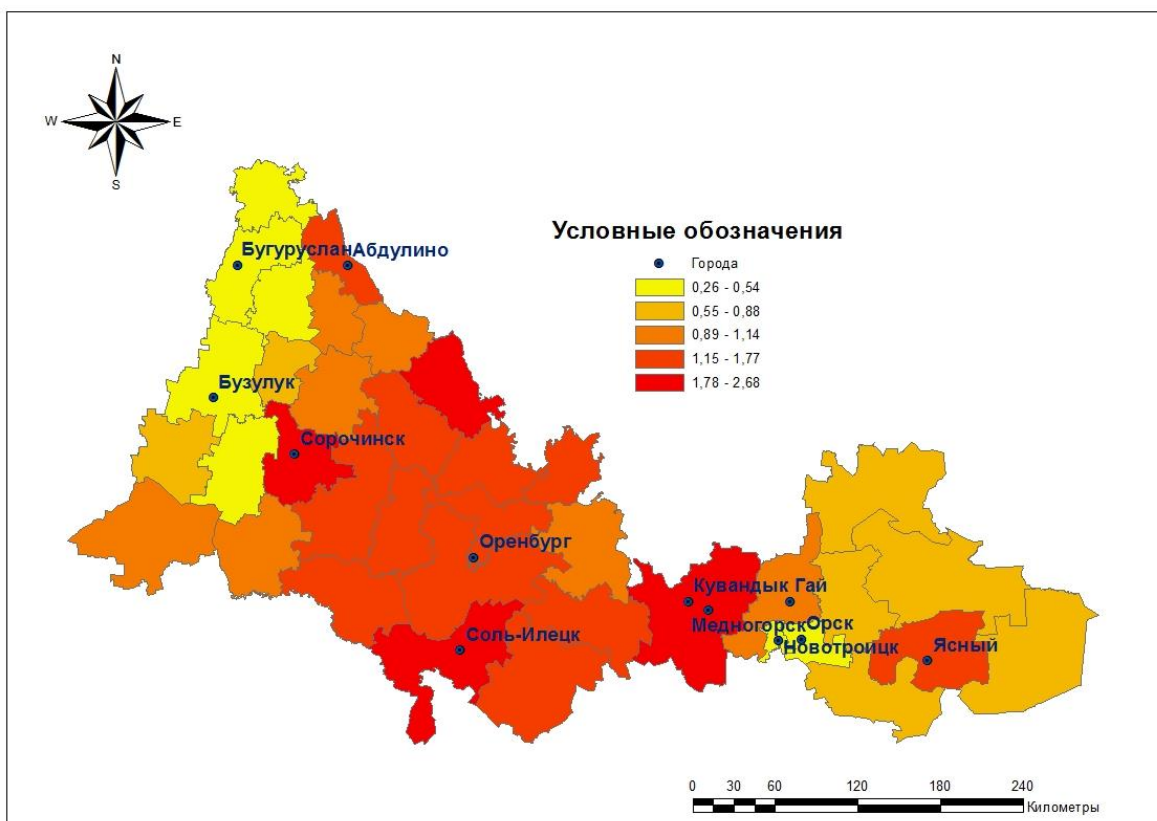 N
W E
S
Условные обозначения
Города
0,26 - 0,54
0,55 - 0,88
0,89 - 1,14
1,15 - 1,77
1,78 - 2,68
Бугуруслан Абдулино
Бузулук
Сорочинск
Оренбург
Кувандык Гай
Медногорск Орск
Новотроицк
Соль-Илецк
Ясный
0 30 60 120 180 240
Километры